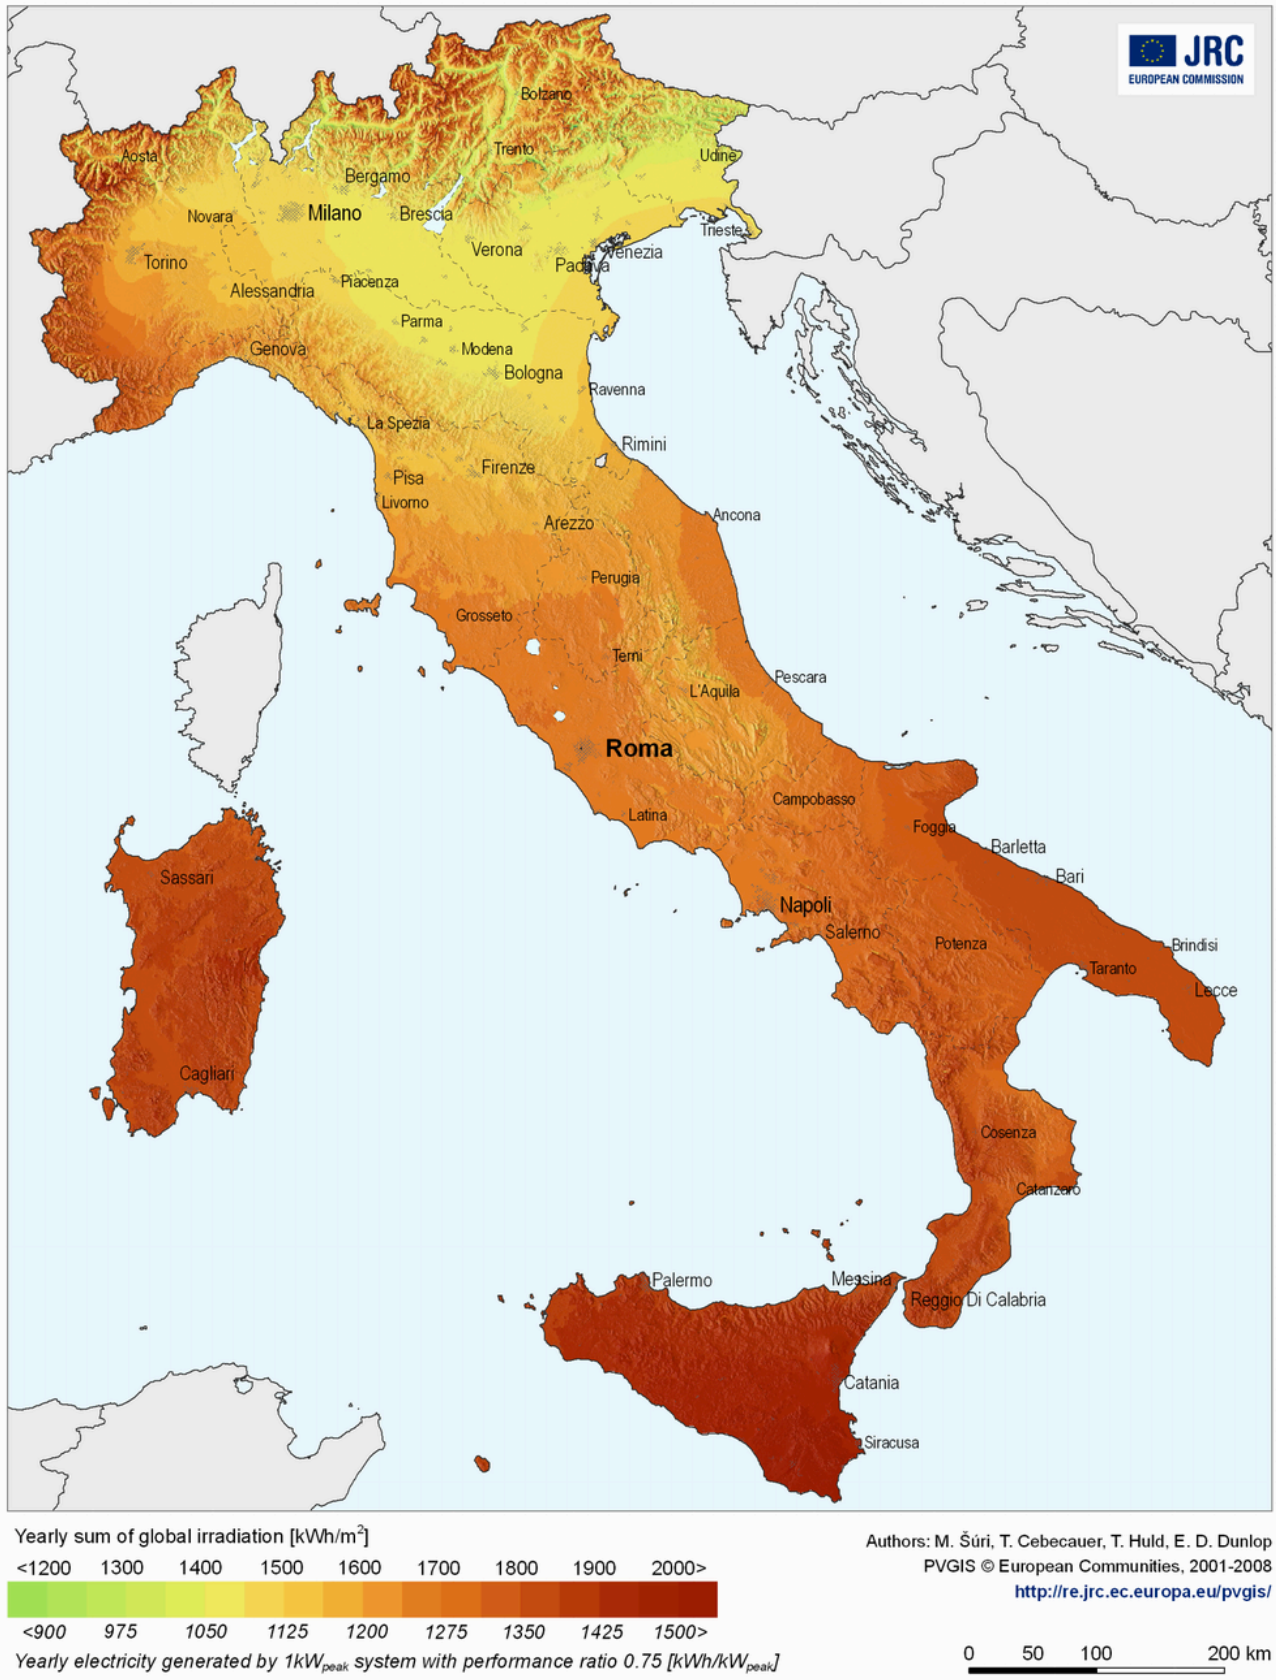 JRC
EUROPEAN COMMISSION
Bolzano
Trento
Udine
Aosta
Bergamo
Novara
Milano
Brescia
Trieste
Verona
Venezia
Torino
Padova
Piacenza
Alessandria
Parma
Genova
Modena
Bologna
Ravenna
La Spezia
Rimini
Firenze
Pisa
Livorno
Ancona
Arezzo
Perugia
Grosseto
Terni
Pescara
L'Aquila
Roma
Campobasso
Latina
Foggia
Barletta
Sassari
Bari
Napoli
Salerno
Potenza
Brindisi
Taranto
Lecce
Cagliari
Cosenza
Catanzaro
Palermo
Messina
Reggio Di Calabria
Catania
Siracusa
Yearly sum of global irradiation [kWh/m²]
<1200 1300 1400 1500 1600 1700 1800 1900 2000>
<900 975 1050 1125 1200 1275 1350 1425 1500>
Yearly electricity generated by 1kWpeak system with performance ratio 0.75 [kWh/kWpeak]
Authors: M. Šúri, T. Cebecauer, T. Huld, E. D. Dunlop
PVGIS © European Communities, 2001-2008
http://re.jrc.ec.europa.eu/pvgis/
0 50 100 200 km